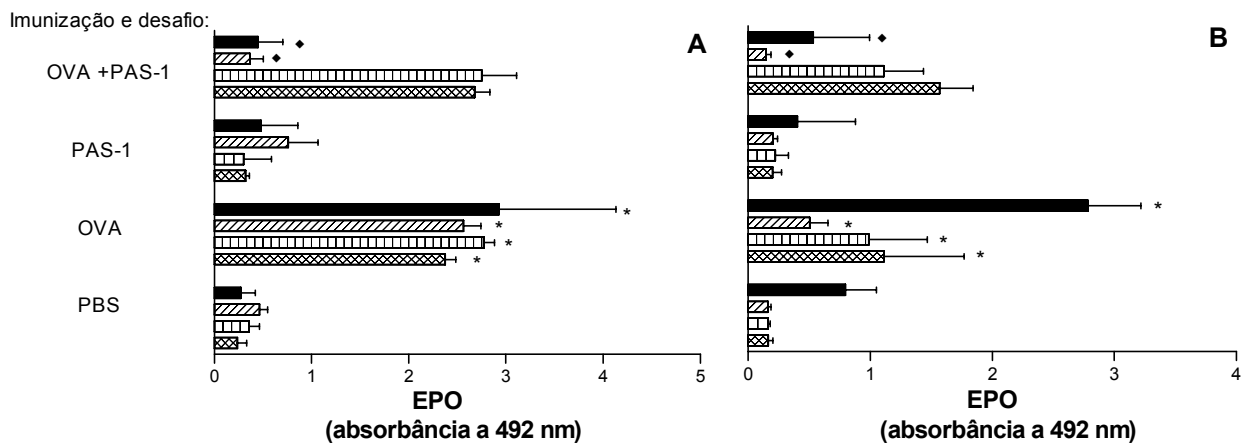 Imunização e desafio:
A
B
OVA +PAS-1
PAS-1
OVA
PBS
*
*
*
*
*
*
*
*
0 1 2 3 4 5
0 1 2 3 4
EPO
(absorbância a 492 nm)
EPO
(absorbância a 492 nm)